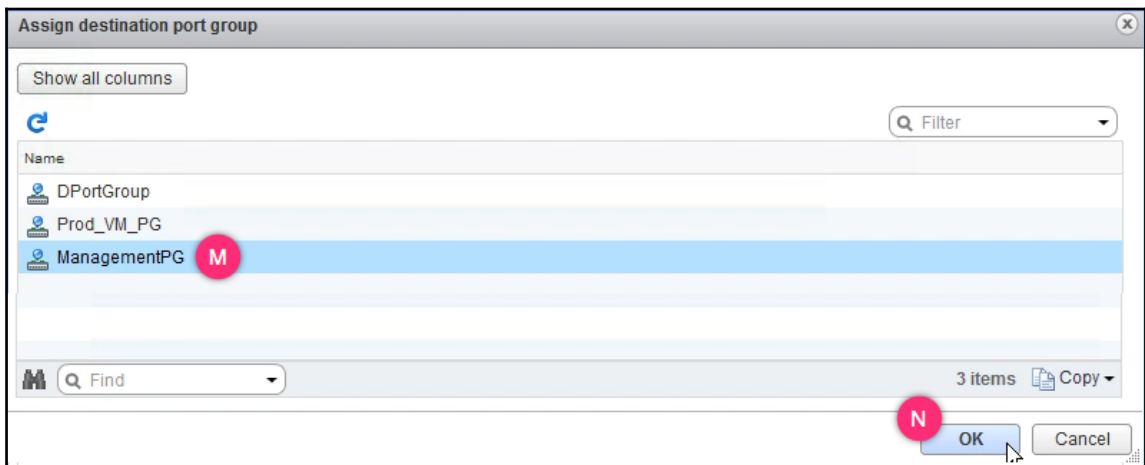 Assign destination port group
Show all columns
Filter
Name
DPortGroup
Prod_VM_PG
ManagementPG M
Find 3 items Copy
N
OK Cancel